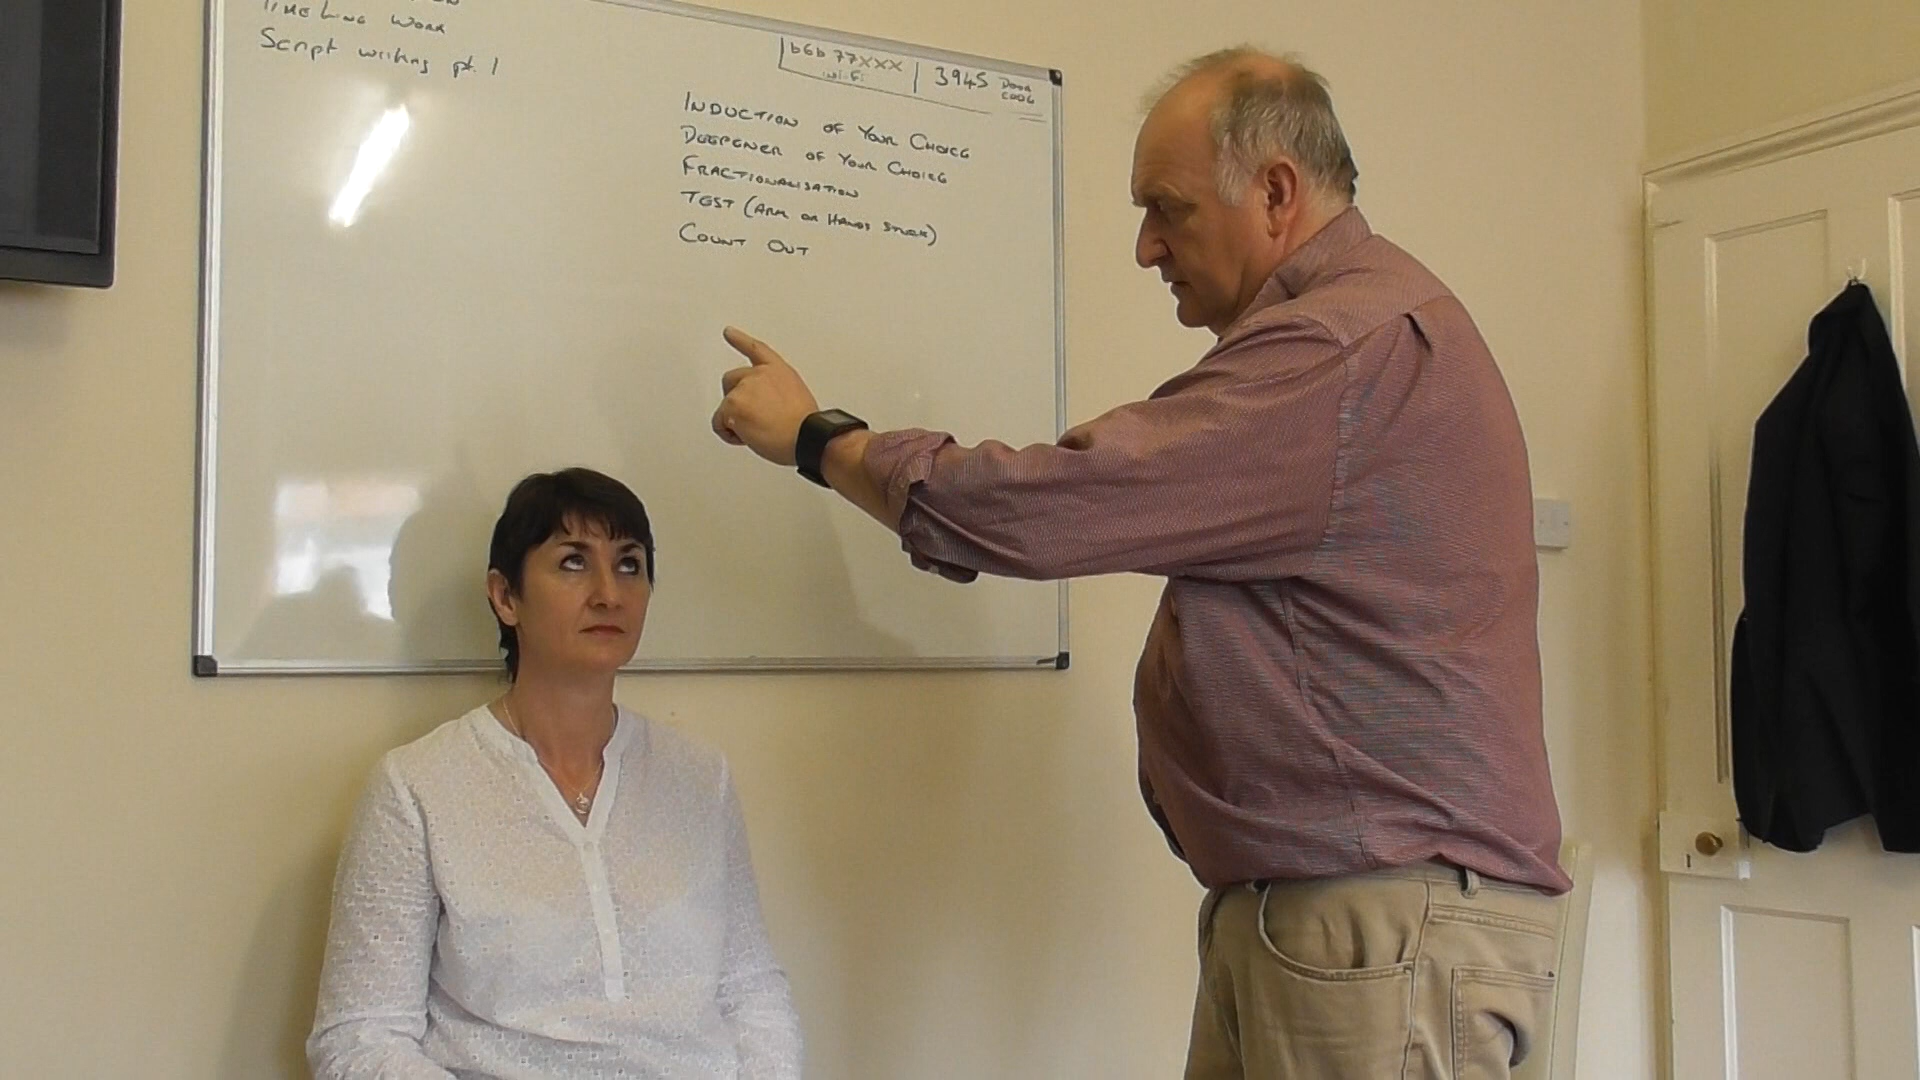 TIME LINE WORK
Script writing pt. 1
b6b77xxx
Wi-Fi
3945 DOOR CODE
INDUCTION OF YOUR CHOICE
DEEPENER OF YOUR CHOICE
FRACTIONALISATION
TEST (ARM OR HANDS STUCK)
COUNT OUT